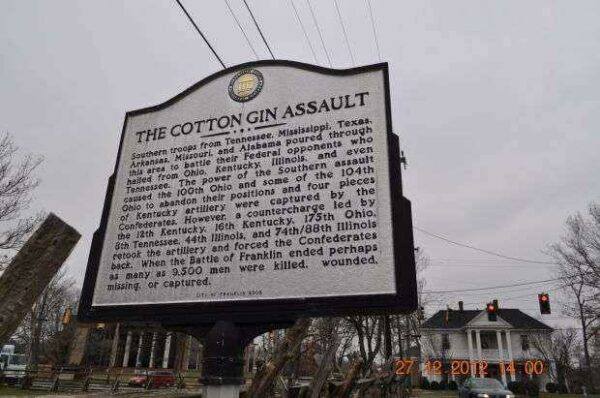 THE COTTON GIN ASSAULT
Southern troops from Tennessee, Mississippi, Texas,
Arkansas, Missouri, and Alabama poured through
this area to battle their Federal opponents who
hailed from Ohio, Kentucky, Illinois, and even
Tennessee. The power of the Southern assault
caused the 100th Ohio and some of the 104th
Ohio to abandon their positions and four pieces
of Kentucky artillery were captured by the
Confederates. However, a countercharge led by
the 12th Kentucky, 16th Kentucky, 175th Ohio,
8th Tennessee, 44th Illinois, and 74th/88th Illinois
retook the artillery and forced the Confederates
back. When the Battle of Franklin ended perhaps
as many as 9,500 men were killed, wounded,
missing, or captured.
CITY OF FRANKLIN 2008
27 12 2012 14 00